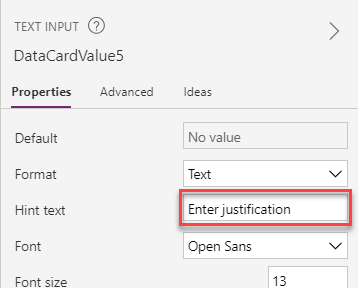 TEXT INPUT ?
DataCardValue5
Properties Advanced Ideas
Default No value
Format Text
Hint text Enter justification
Font Open Sans
Font size 13